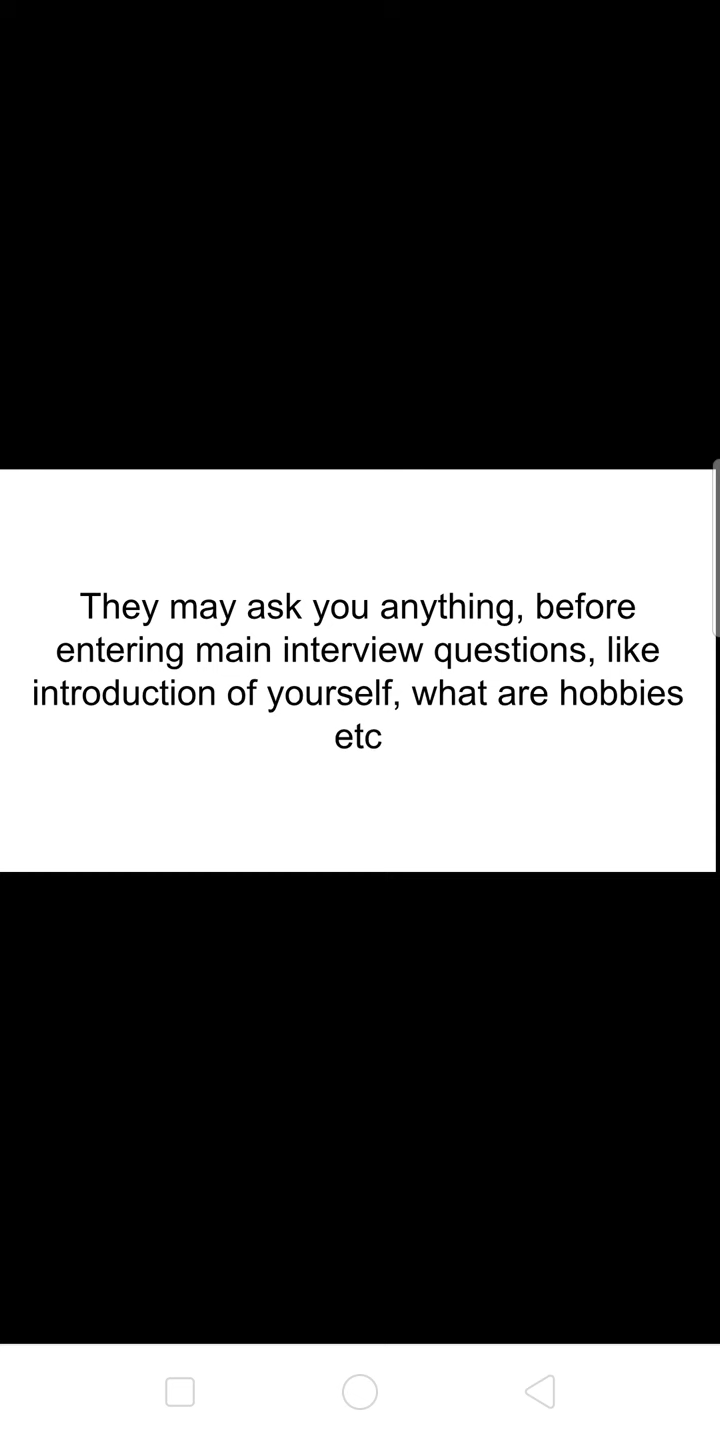 They may ask you anything, before
entering main interview questions, like
introduction of yourself, what are hobbies
etc